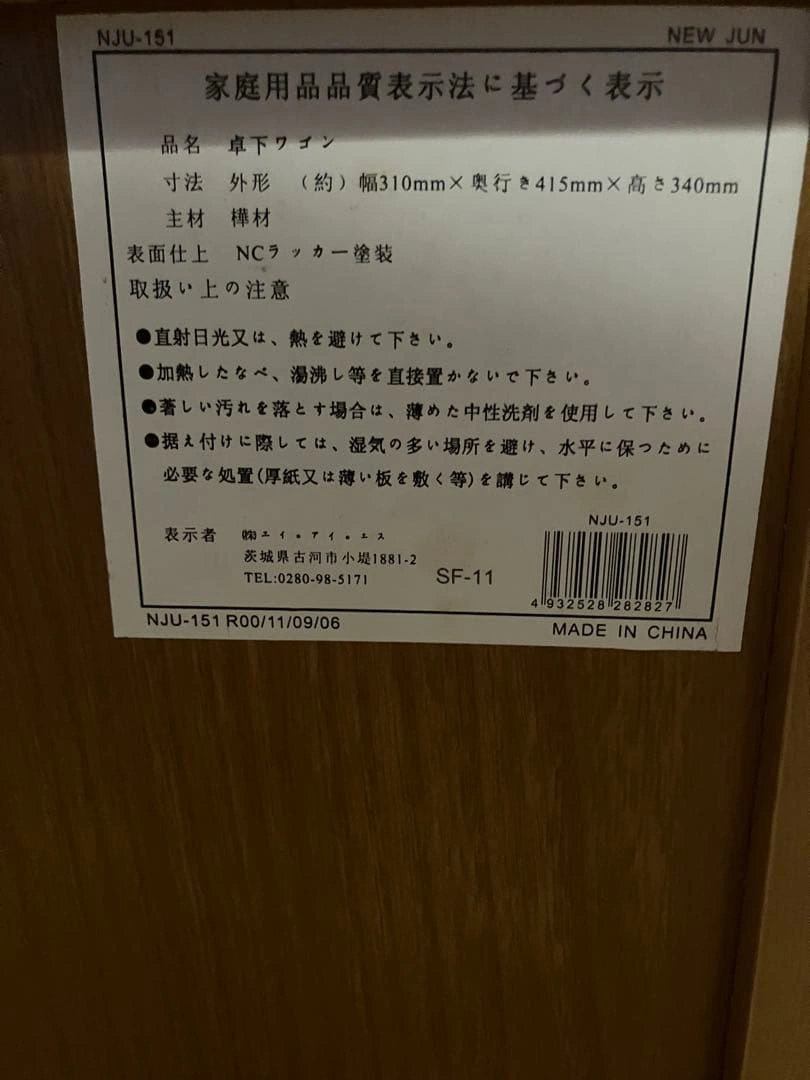 NJU-151 NEW JUN
家庭用品品質表示法に基づく表示
品名 卓下ワゴン
寸法 外形 (約)幅310mm×奥行き415mm×高さ340mm
主材 樺材
表面仕上 NCラッカー塗装
取扱い上の注意
●直射日光又は、熱を避けて下さい。
●加熱したなべ、湯沸し等を直接置かないで下さい。
●著しい汚れを落とす場合は、薄めた中性洗剤を使用して下さい。
●据え付けに際しては、湿気の多い場所を避け、水平に保つために
必要な処置(厚紙又は薄い板を敷く等)を講じて下さい。
表示者 ㈱エイ。アイ。エス
茨城県古河市小堤1881-2
TEL:0280-98-5171
SF-11
NJU-151
4 932528 282827
NJU-151 R00/11/09/06
MADE IN CHINA